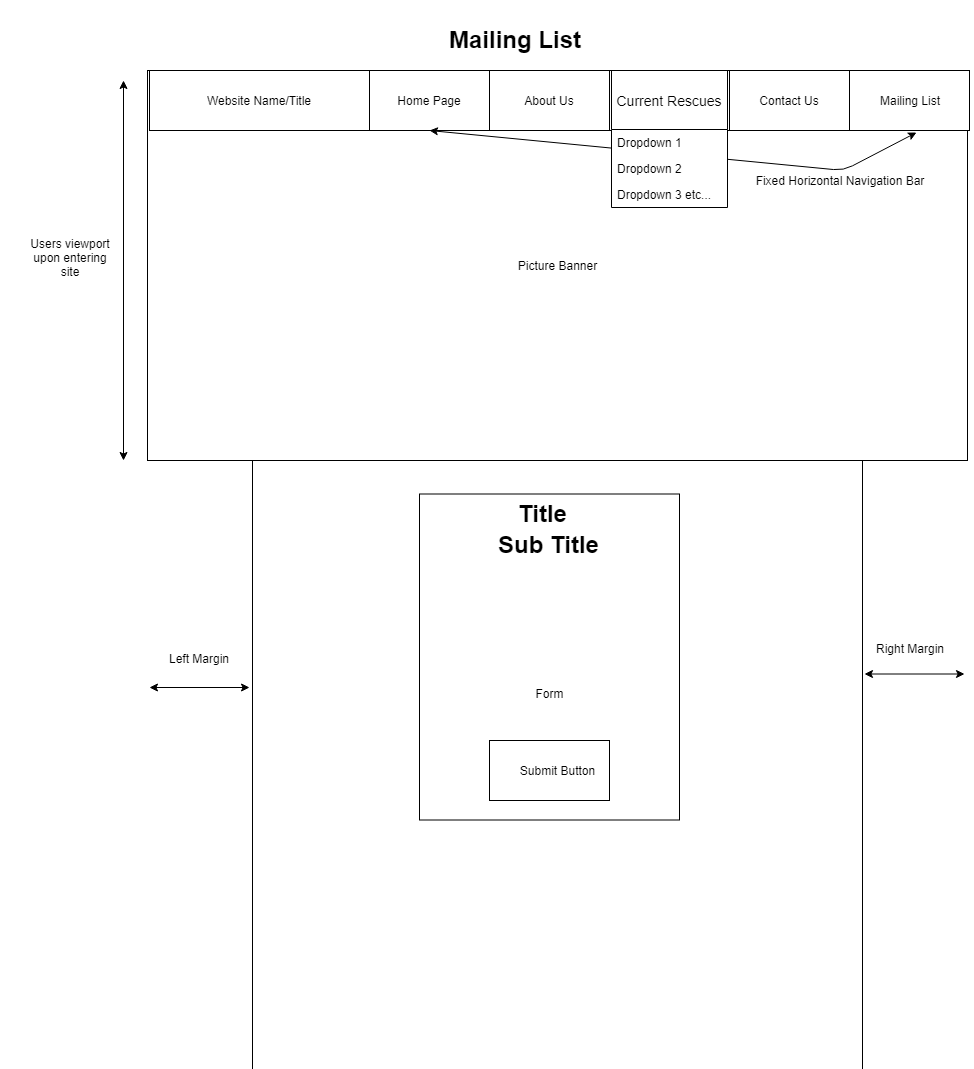 Mailing List
Website Name/Title
Home Page
About Us
Current Rescues
Contact Us
Mailing List
Dropdown 1
Dropdown 2
Dropdown 3 etc...
Fixed Horizontal Navigation Bar
Users viewport
upon entering
site
Picture Banner
Title
Sub Title
Left Margin
Right Margin
Form
Submit Button